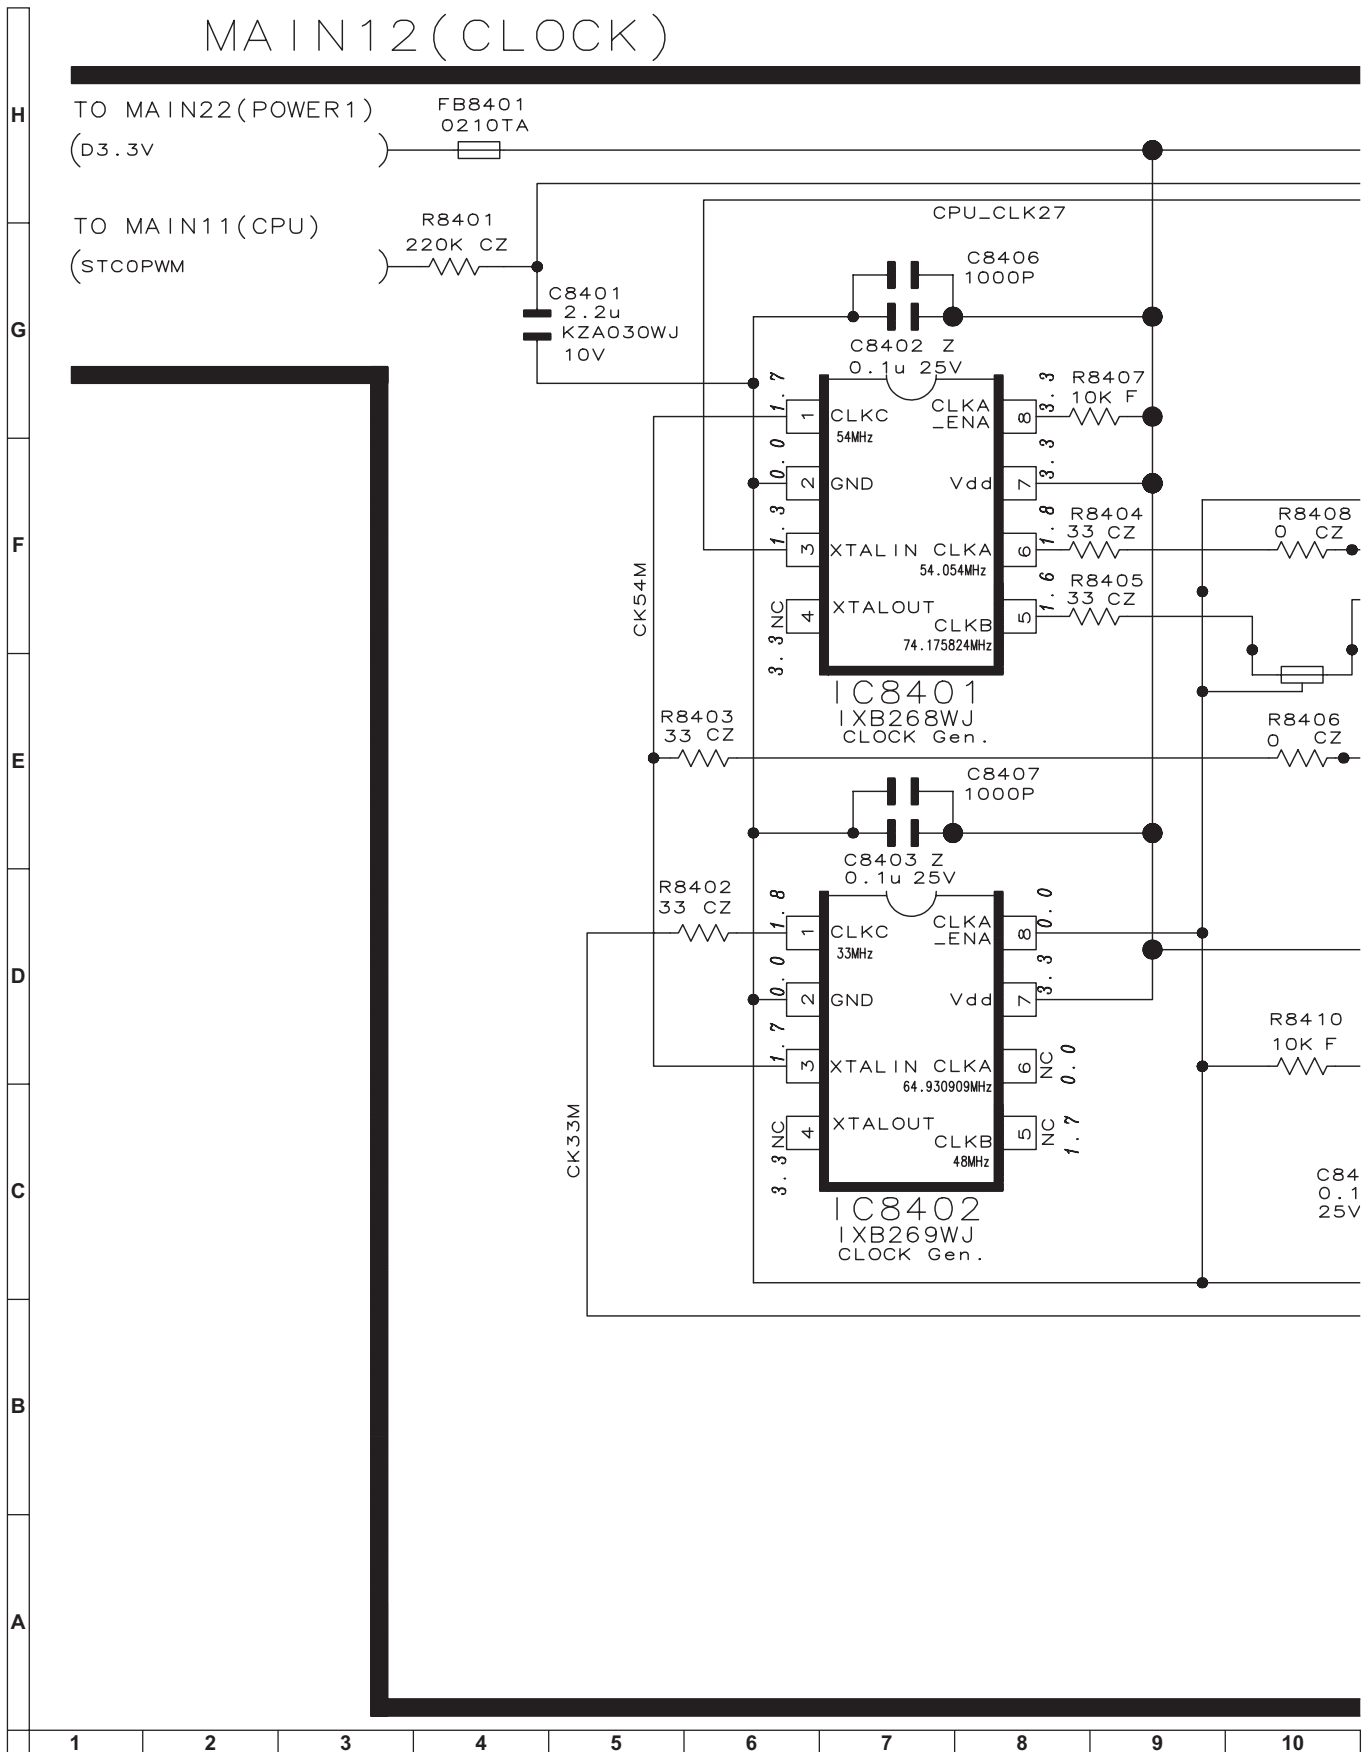 MAIN12(CLOCK)
TO MAIN22(POWER1)
(D3.3V )
FB8401
0210TA
TO MAIN11(CPU)
(STC0PWM )
R8401
220K CZ
C8401
2.2u
KZA030WJ
10V
CPU_CLK27
C8406
1000P
C8402 Z
0.1u 25V
R8407
10K F
1.7
1 CLKC
54MHz
CLKA
_ENA 8
3.3
0.0
2 GND
Vdd 7
3.3
1.3
3 XTALIN
CLKA 6
54.054MHz
1.8
R8404
33 CZ
R8408
0 CZ
NC
3.3
4 XTALOUT
CLKB 5
74.175824MHz
1.6
R8405
33 CZ
CK54M
IC8401
IXB268WJ
CLOCK Gen.
R8403
33 CZ
R8406
0 CZ
C8407
1000P
C8403 Z
0.1u 25V
R8402
33 CZ
1.8
1 CLKC
33MHz
CLKA
_ENA 8
0.0
0.0
2 GND
Vdd 7
3.3
1.7
3 XTALIN
CLKA 6
64.930909MHz
NC
0.0
R8410
10K F
NC
3.3
4 XTALOUT
CLKB 5
48MHz
NC
1.7
CK33M
C84
0.1
25V
IC8402
IXB269WJ
CLOCK Gen.
H
G
F
E
D
C
B
A
1 2 3 4 5 6 7 8 9 10